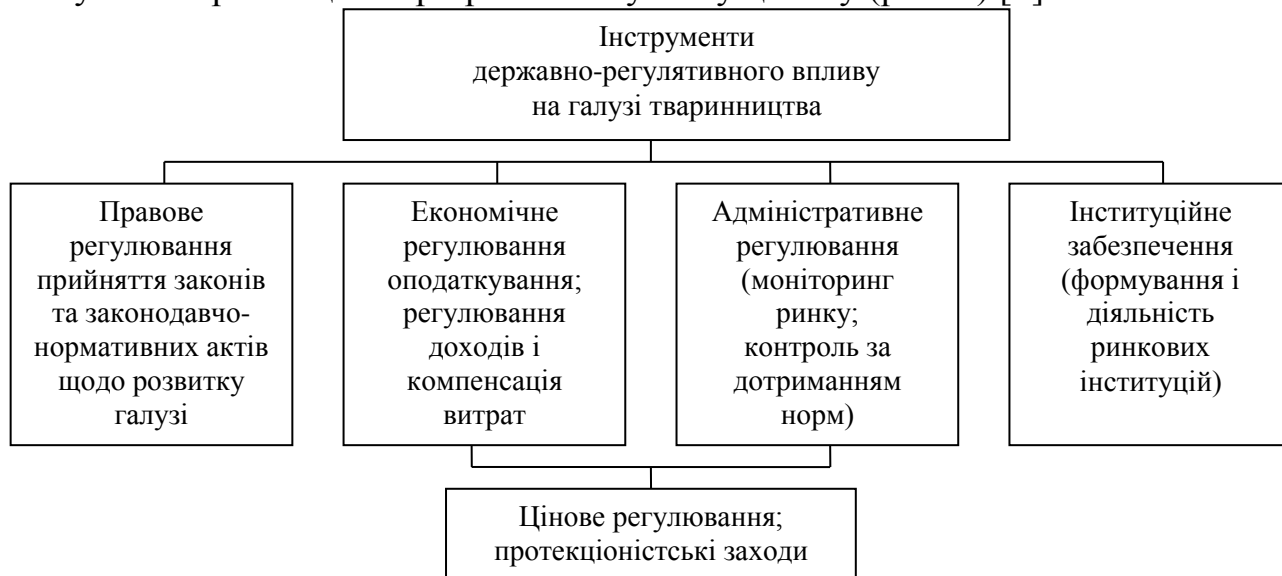 Інструменти
державно-регулятивного впливу
на галузі тваринництва
Правове
регулювання
прийняття законів
та законодавчо-
нормативних актів
щодо розвитку
галузі
Економічне
регулювання
оподаткування;
регулювання
доходів і
компенсація
витрат
Адміністративне
регулювання
(моніторинг
ринку;
контроль за
дотриманням
норм)
Інституційне
забезпечення
(формування і
діяльність
ринкових
інституцій)
Цінове регулювання;
протекціоністські заходи